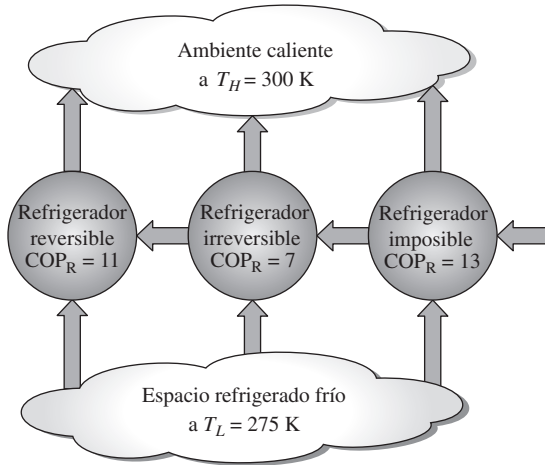 Ambiente caliente
a T_H = 300 K
Refrigerador
reversible
COP_R = 11
Refrigerador
irreversible
COP_R = 7
Refrigerador
imposible
COP_R = 13
Espacio refrigerado frío
a T_L = 275 K